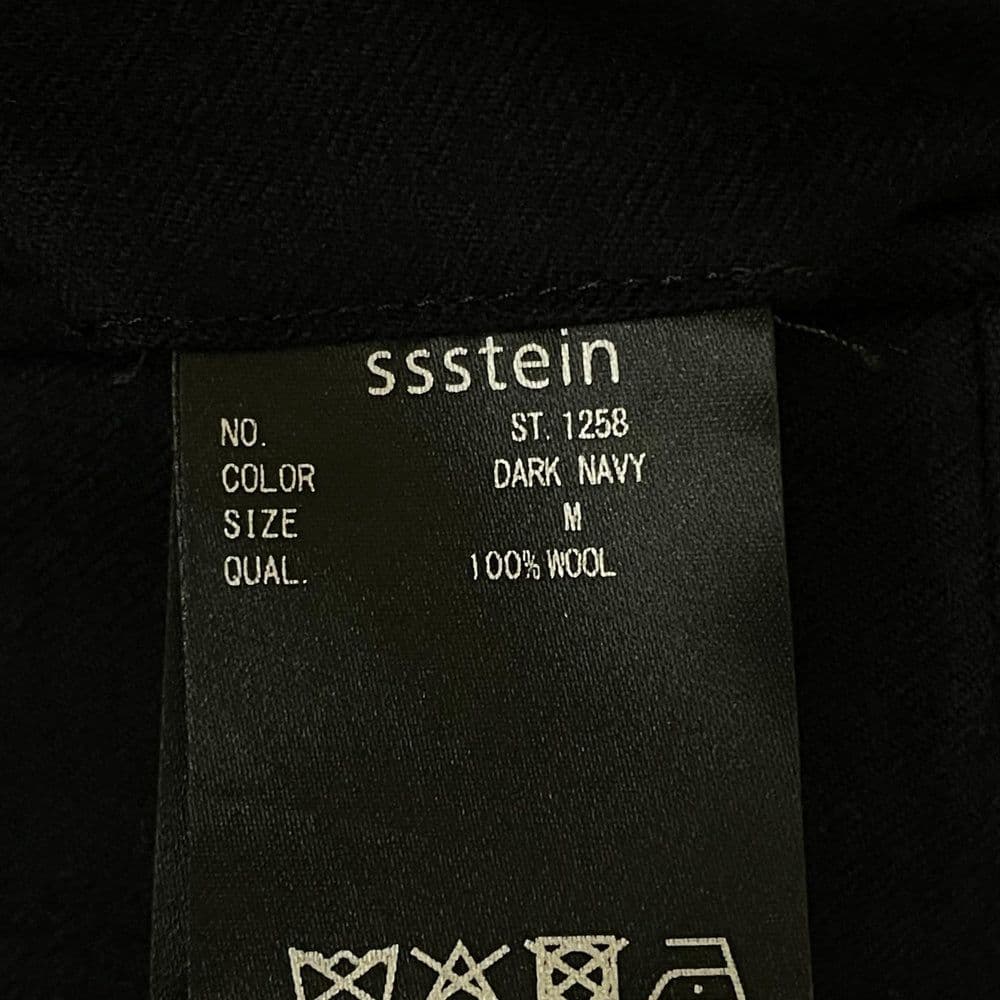 ssstein
NO. ST. 1258
COLOR DARK NAVY
SIZE M
QUAL. 100% WOOL